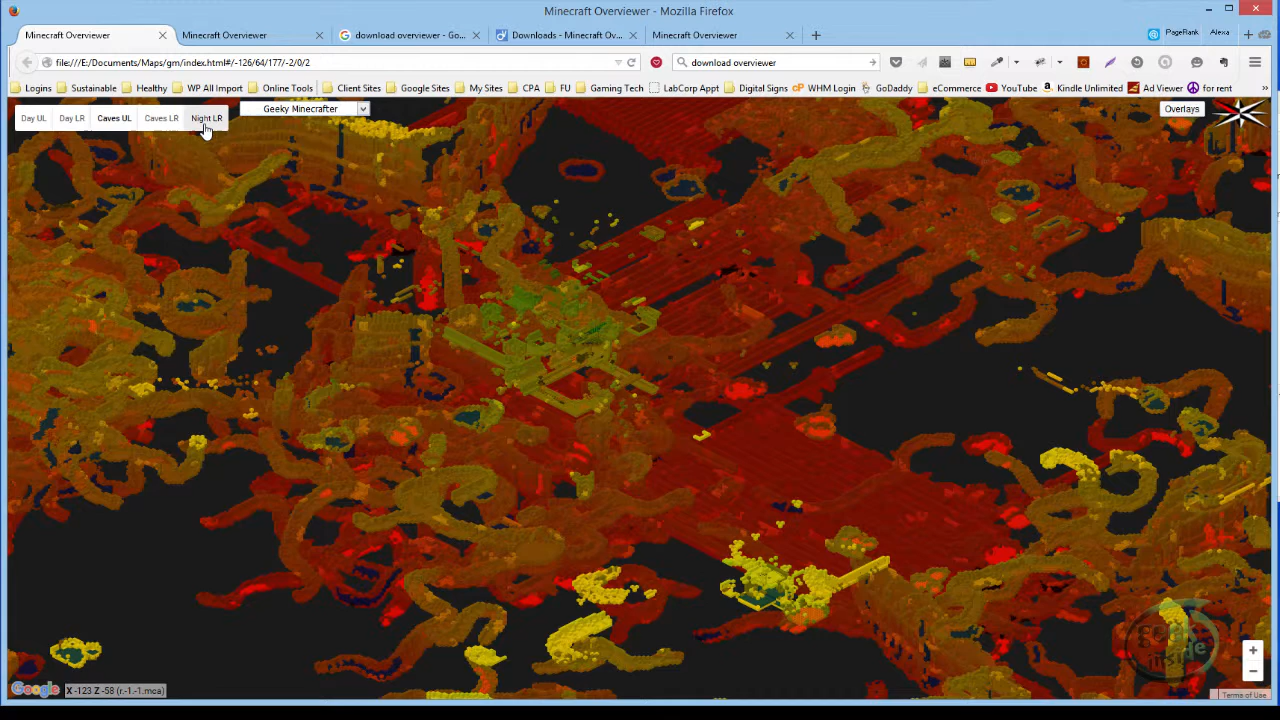 Minecraft Overviewer - Mozilla Firefox
Minecraft Overviewer
Minecraft Overviewer
download overviewer - Go...
Downloads - Minecraft Ov...
Minecraft Overviewer
PageRank
Alexa
file:///E:/Documents/Maps/gm/index.html#/-126/64/177/-2/0/2
download overviewer
Logins Sustainable Healthy WP All Import Online Tools Client Sites Google Sites My Sites CPA FU Gaming Tech LabCorp Appt Digital Signs cP WHM Login GoDaddy eCommerce YouTube Kindle Unlimited Ad Viewer for rent
Day UL Day LR Caves UL Caves LR Night LR
Geeky Minecrafter
Overlays
geek
inside
Google
X -123 Z -58 (r.-1.-1.mca)
Terms of Use